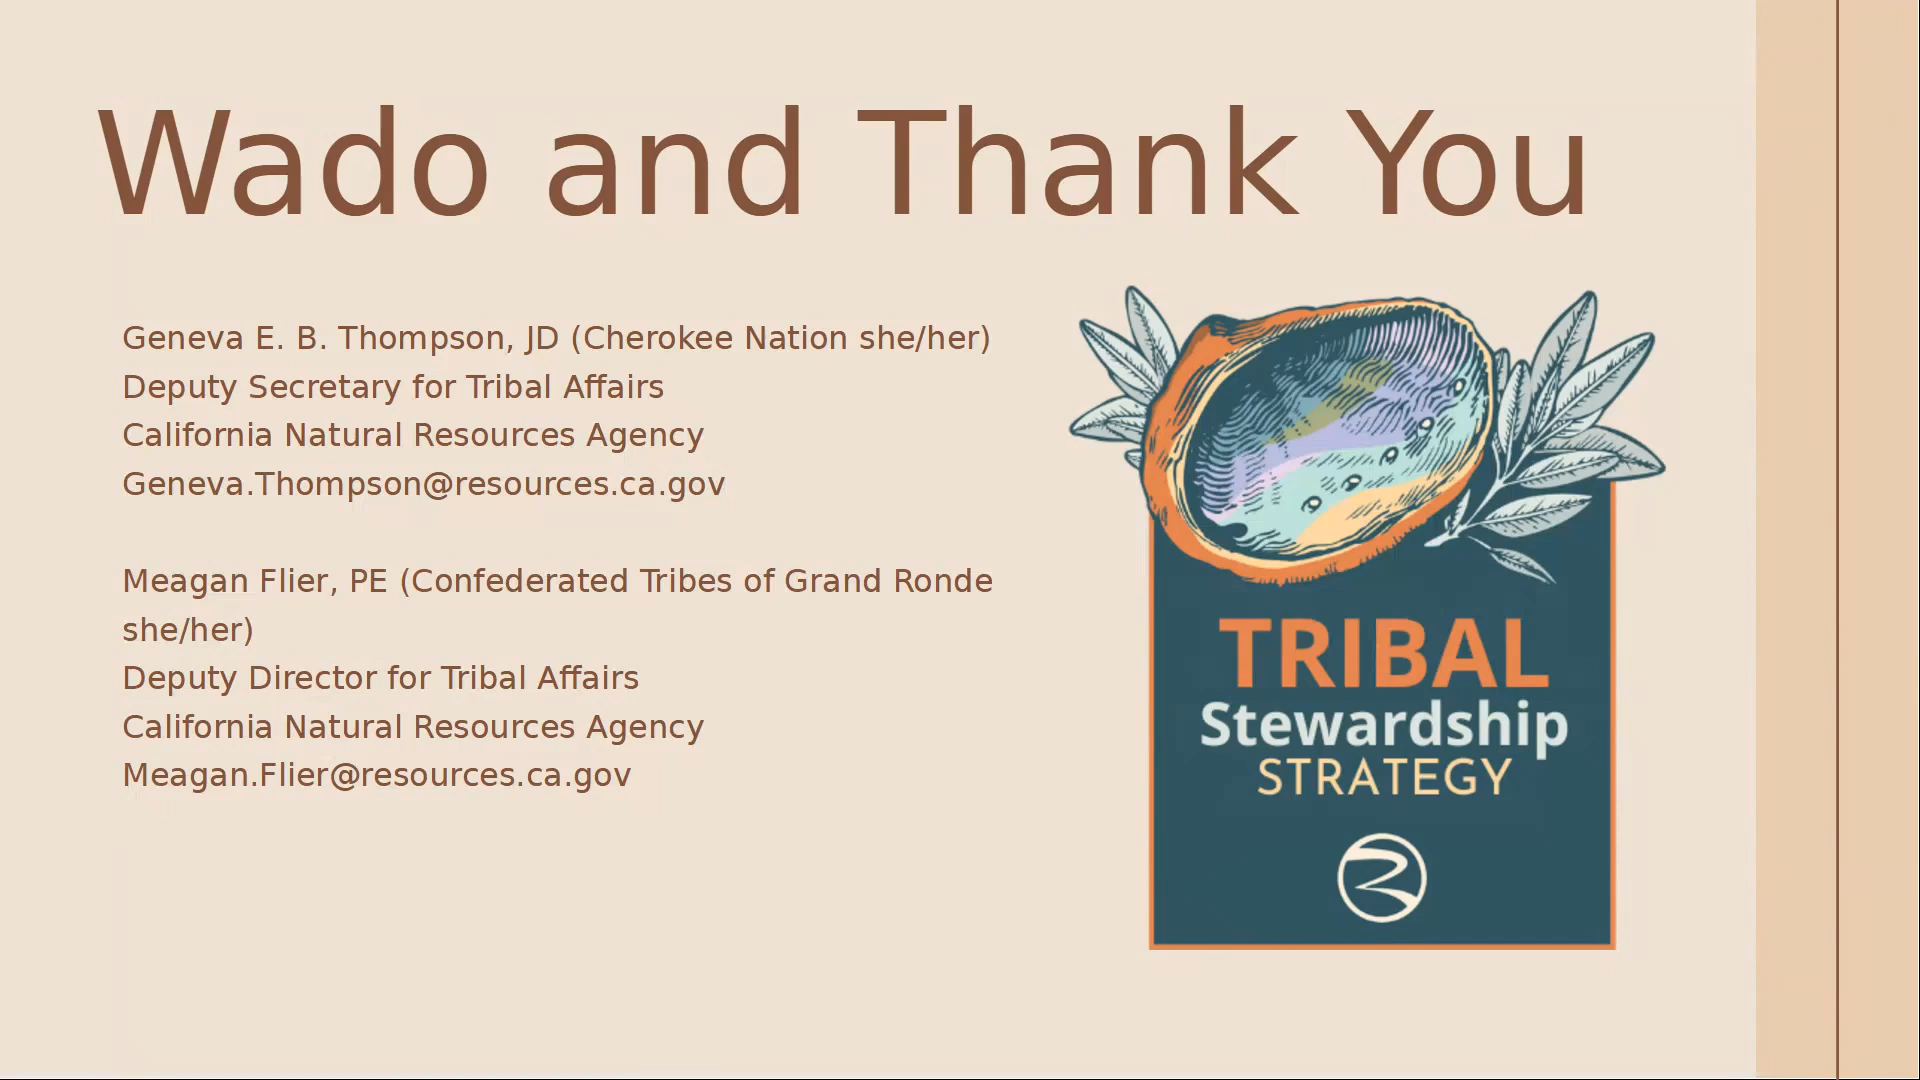 Wado and Thank You
Geneva E. B. Thompson, JD (Cherokee Nation she/her)
Deputy Secretary for Tribal Affairs
California Natural Resources Agency
Geneva.Thompson@resources.ca.gov
Meagan Flier, PE (Confederated Tribes of Grand Ronde
she/her)
Deputy Director for Tribal Affairs
California Natural Resources Agency
Meagan.Flier@resources.ca.gov
TRIBAL
Stewardship
STRATEGY